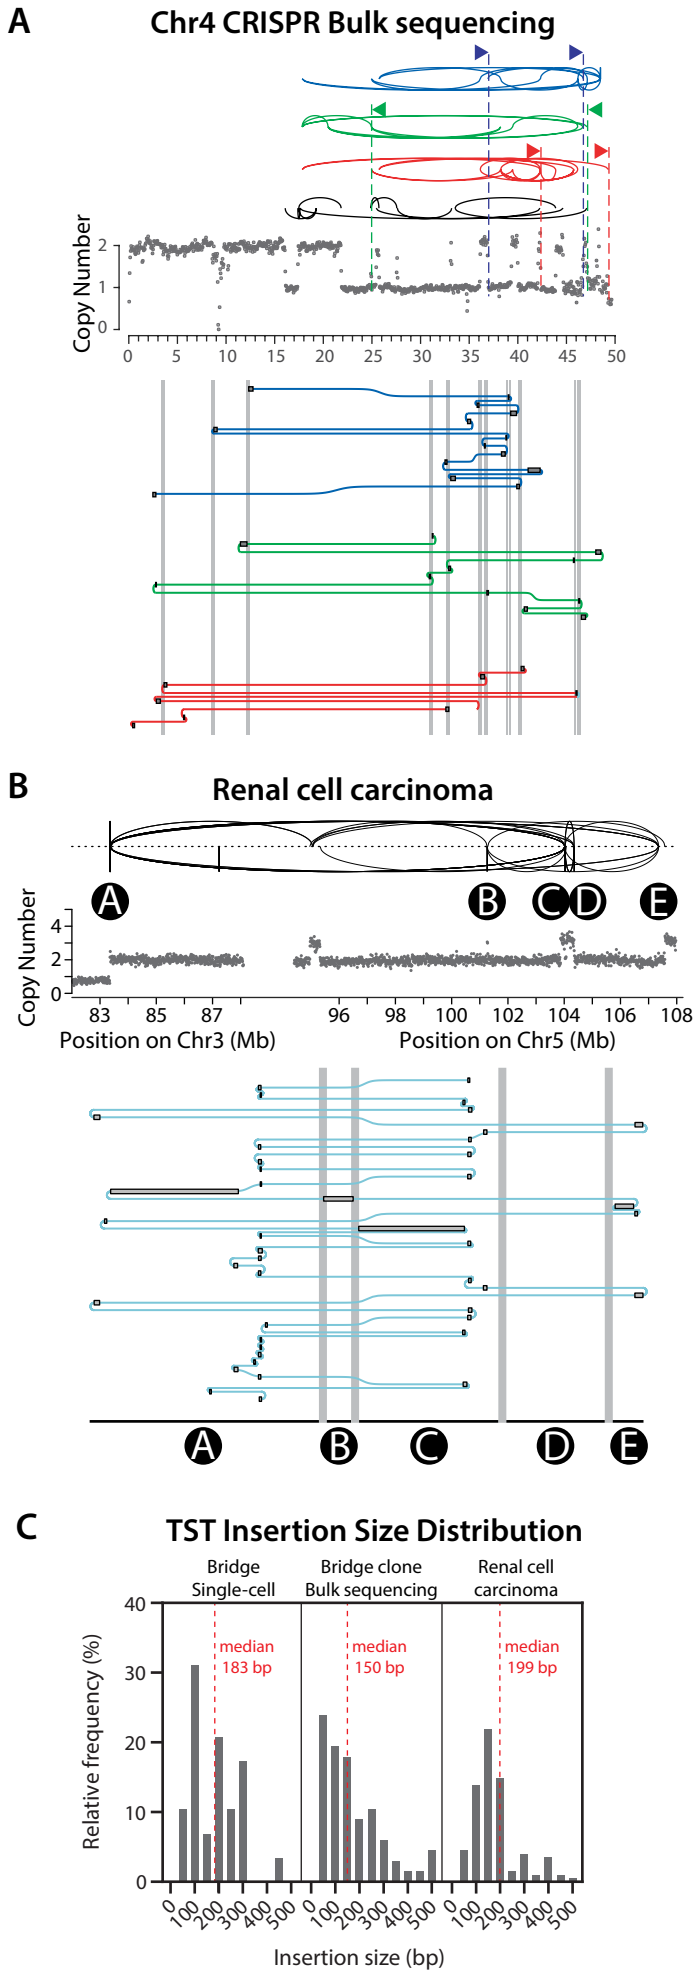 A
Chr4 CRISPR Bulk sequencing
Copy Number
2
1
0
0 5 10 15 20 25 30 35 40 45 50
B
Renal cell carcinoma
A B C D E
Copy Number
4
2
0
83 85 87 96 98 100 102 104 106 108
Position on Chr3 (Mb) Position on Chr5 (Mb)
A B C D E
C
TST Insertion Size Distribution
Bridge Single-cell
Bridge clone Bulk sequencing
Renal cell carcinoma
Relative frequency (%)
40
30
20
10
0
median 183 bp
median 150 bp
median 199 bp
0 100 200 300 400 500 0 100 200 300 400 500 0 100 200 300 400 500
Insertion size (bp)